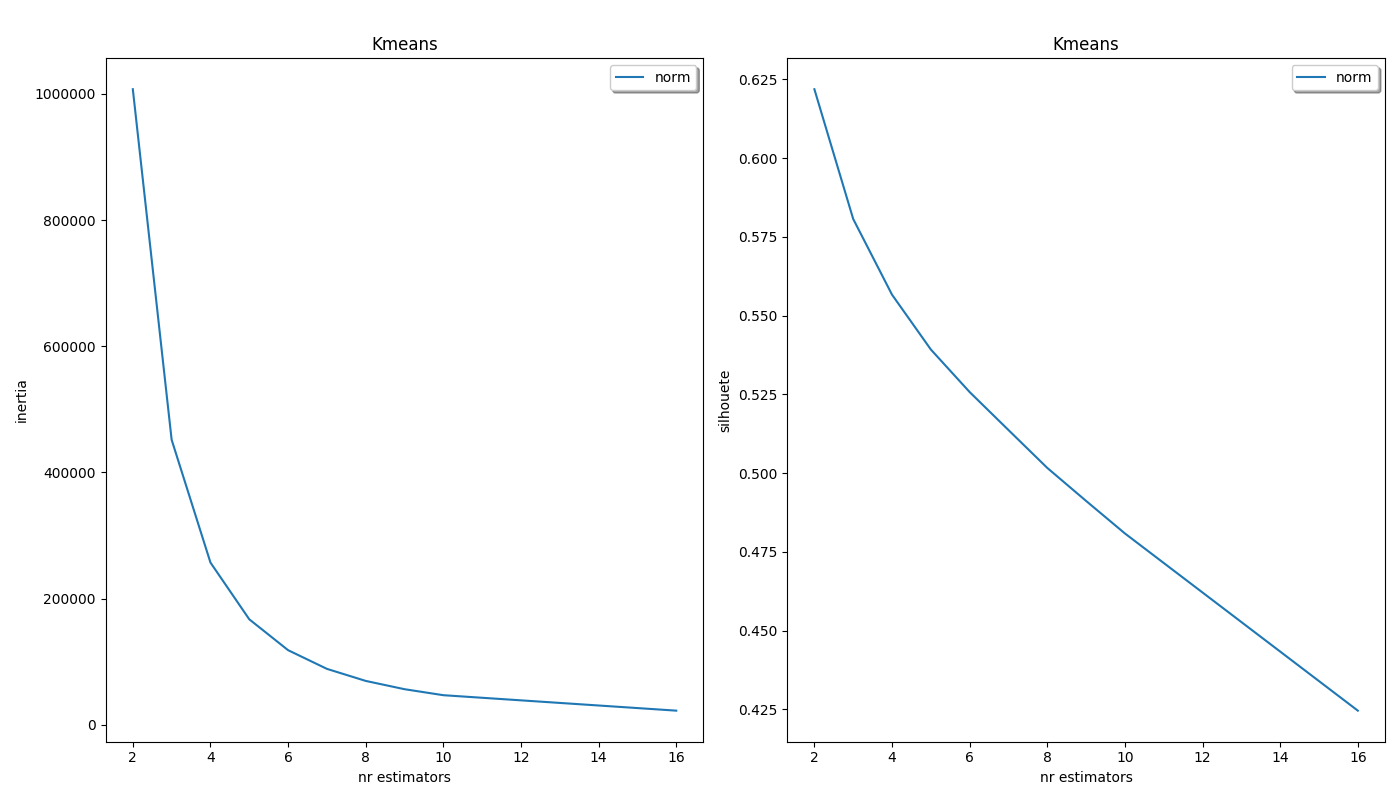 Kmeans
norm
1000000
800000
600000
400000
200000
0
inertia
2 4 6 8 10 12 14 16
nr estimators
Kmeans
norm
0.625
0.600
0.575
0.550
0.525
0.500
0.475
0.450
0.425
silhouete
2 4 6 8 10 12 14 16
nr estimators